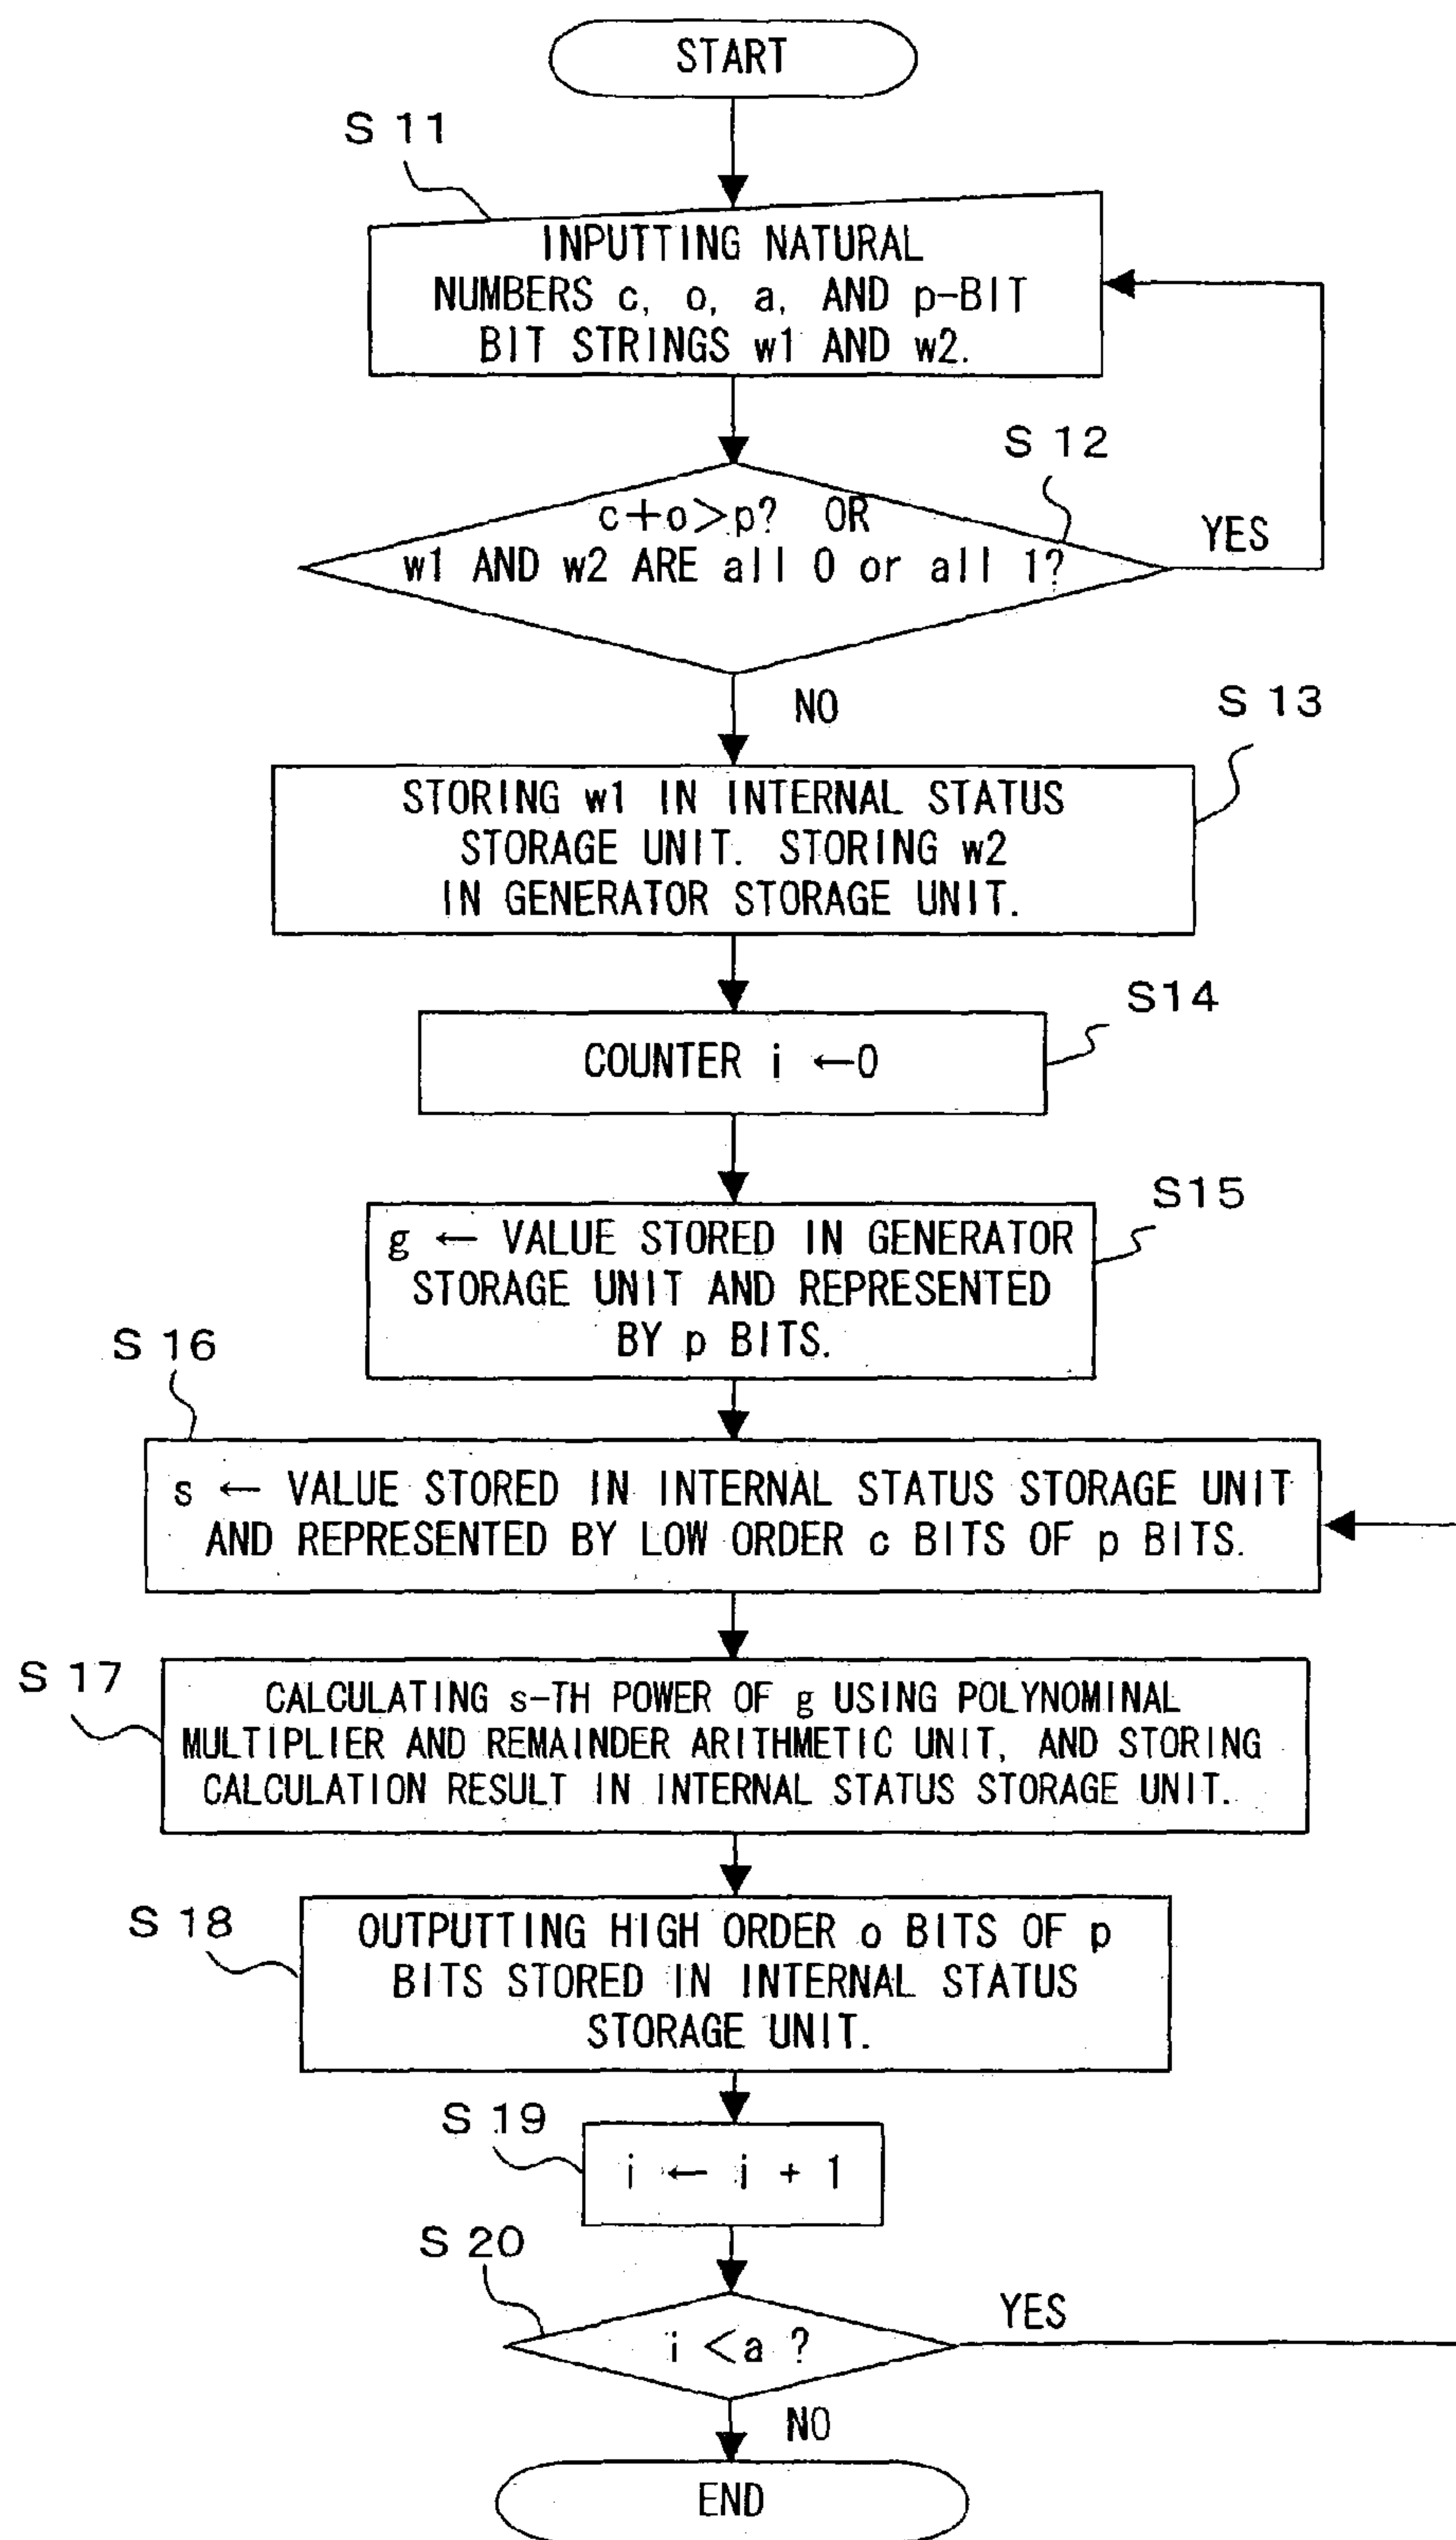 START
S 11
INPUTTING NATURAL
NUMBERS c, o, a, AND p-BIT
BIT STRINGS w1 AND w2.
S 12
c+o>p? OR
w1 AND w2 ARE all 0 or all 1?
YES
NO
S 13
STORING w1 IN INTERNAL STATUS
STORAGE UNIT. STORING w2
IN GENERATOR STORAGE UNIT.
S14
COUNTER i ←0
S15
g ← VALUE STORED IN GENERATOR
STORAGE UNIT AND REPRESENTED
BY p BITS.
S 16
s ← VALUE STORED IN INTERNAL STATUS STORAGE UNIT
AND REPRESENTED BY LOW ORDER c BITS OF p BITS.
S 17
CALCULATING s-TH POWER OF g USING POLYNOMINAL
MULTIPLIER AND REMAINDER ARITHMETIC UNIT, AND STORING
CALCULATION RESULT IN INTERNAL STATUS STORAGE UNIT.
S 18
OUTPUTTING HIGH ORDER o BITS OF p
BITS STORED IN INTERNAL STATUS
STORAGE UNIT.
S 19
i ← i + 1
S 20
i <a ?
YES
NO
END